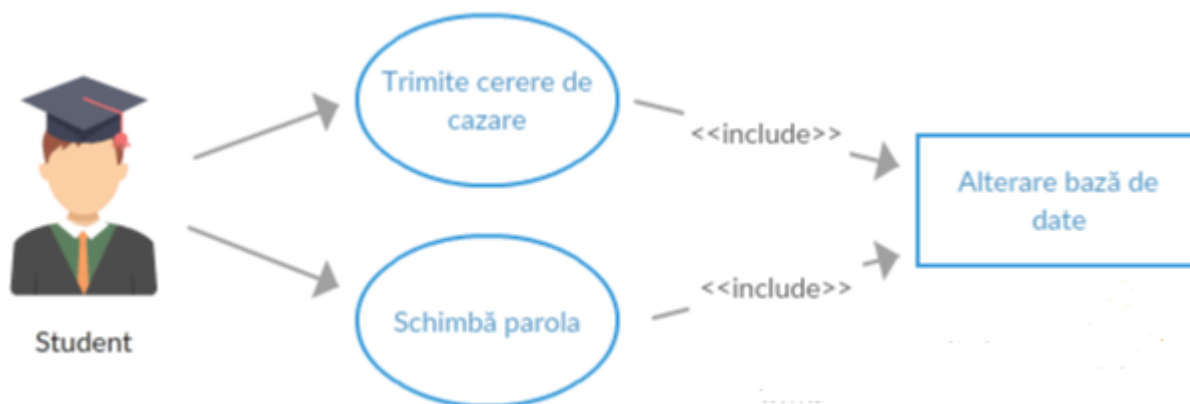 Trimite cerere de
cazare
<<include>>
Alterare bază de
date
<<include>>
Schimbă parola
Student